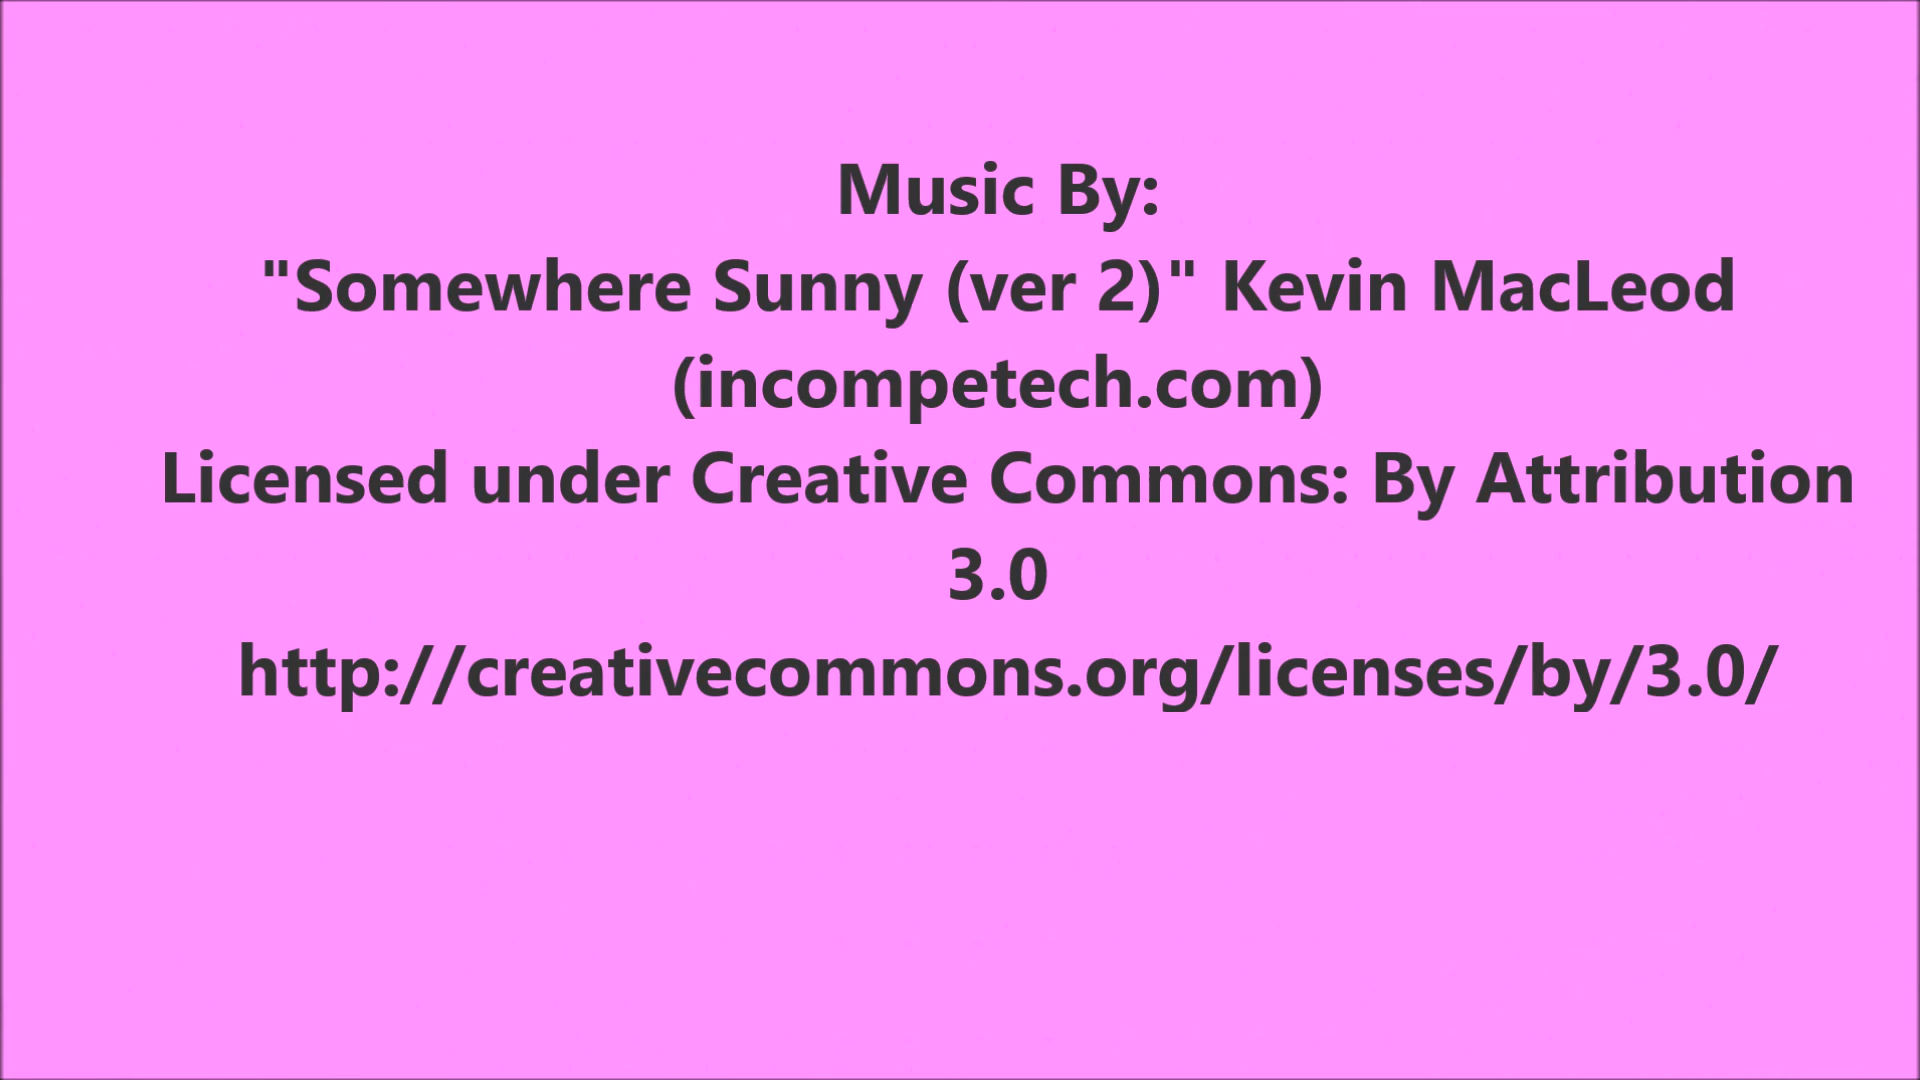 Music By:
"Somewhere Sunny (ver 2)" Kevin MacLeod
(incompetech.com)
Licensed under Creative Commons: By Attribution
3.0
http://creativecommons.org/licenses/by/3.0/